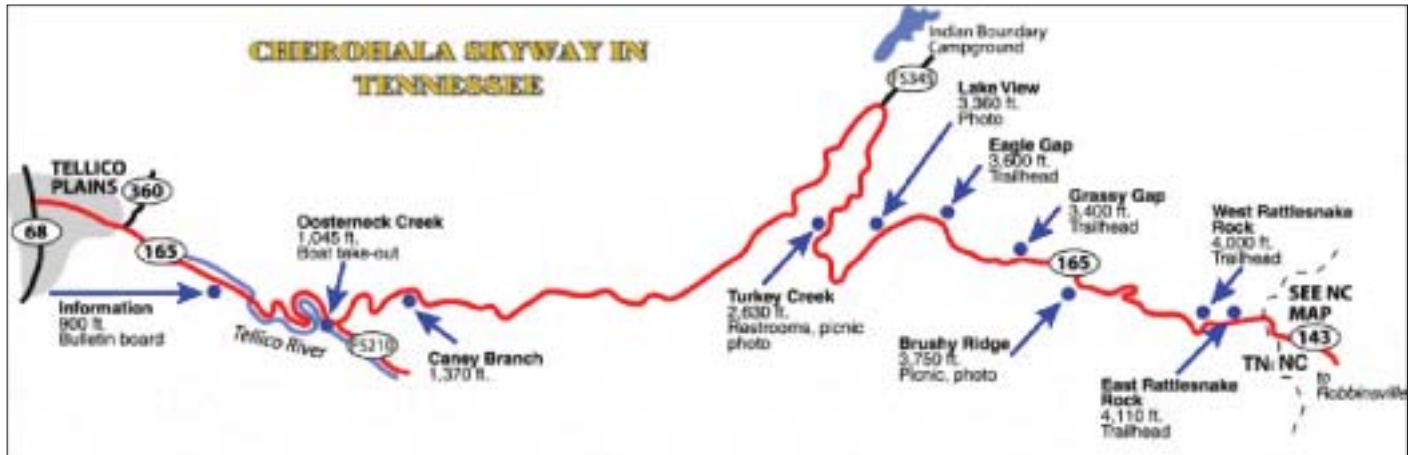 CHEROHALA SKYWAY IN
TENNESSEE
Indian Boundary
Campground
FS345
Lake View
3,360 ft.
Photo
Eagle Gap
3,600 ft.
Trailhead
TELLICO
PLAINS
360
68
165
Oosterneck Creek
1,045 ft.
Boat take-out
Grassy Gap
3,400 ft.
Trailhead
West Rattlesnake
Rock
4,000 ft.
Trailhead
165
Information
900 ft.
Bulletin board
Tellico River
FS210
Caney Branch
1,370 ft.
Turkey Creek
2,630 ft.
Restrooms, picnic
photo
Brushy Ridge
3,750 ft.
Picnic, photo
SEE NC
MAP
143
TN NC
to
Robbinsville
East Rattlesnake
Rock
4,110 ft.
Trailhead